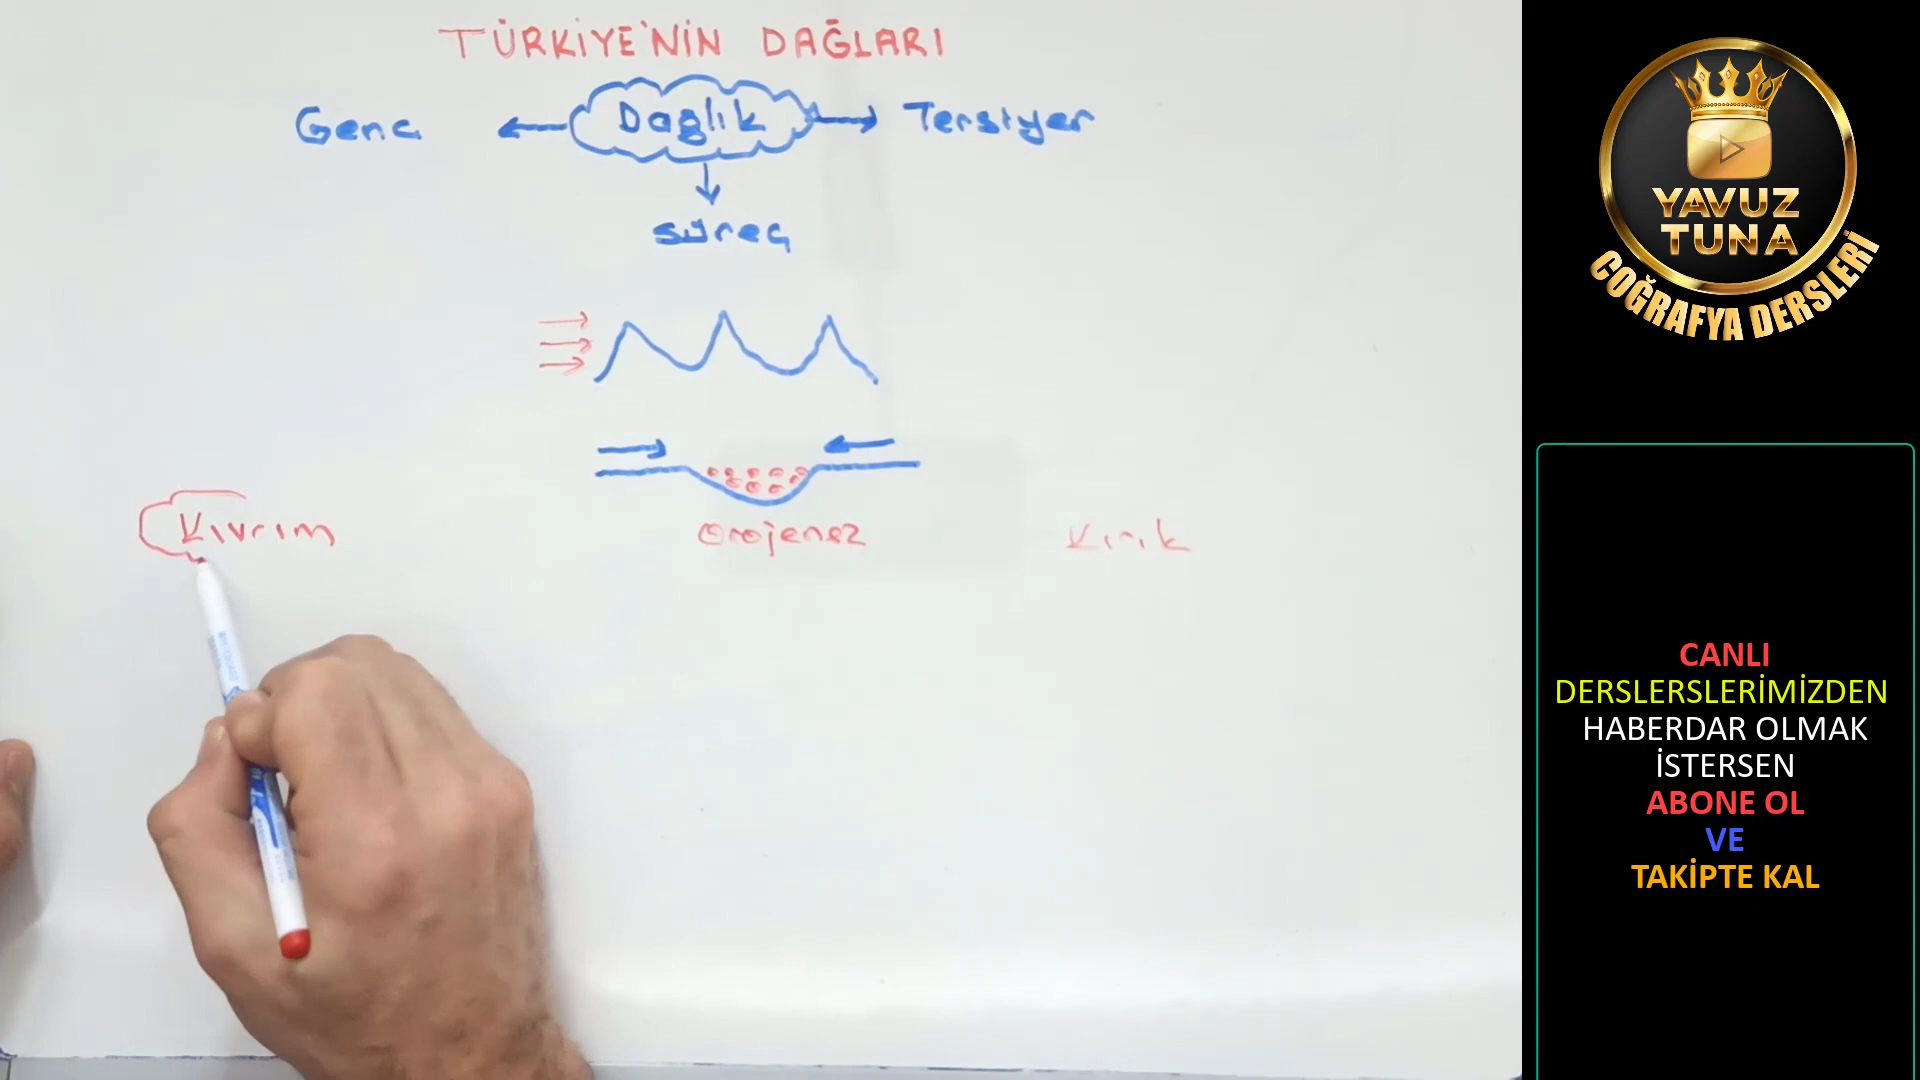 TÜRKİYE'NİN DAĞLARI
Genç
Dağlık
Tersiyer
süreç
Kıvrım
Orojenez
Kırık
YAVUZ
TUNA
COĞRAFYA DERSLERİ
CANLI
DERSLERSLERİMİZDEN
HABERDAR OLMAK
İSTERSEN
ABONE OL
VE
TAKİPTE KAL